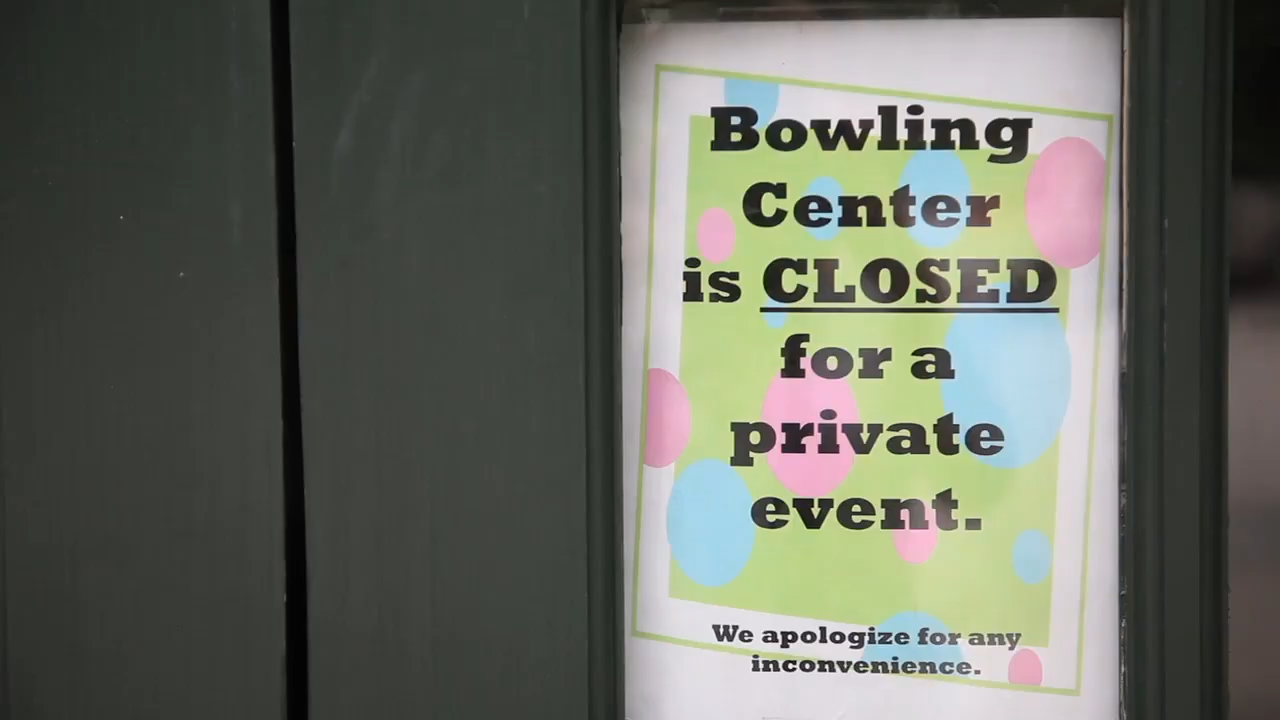 Bowling
Center
is CLOSED
for a
private
event.
We apologize for any
inconvenience.